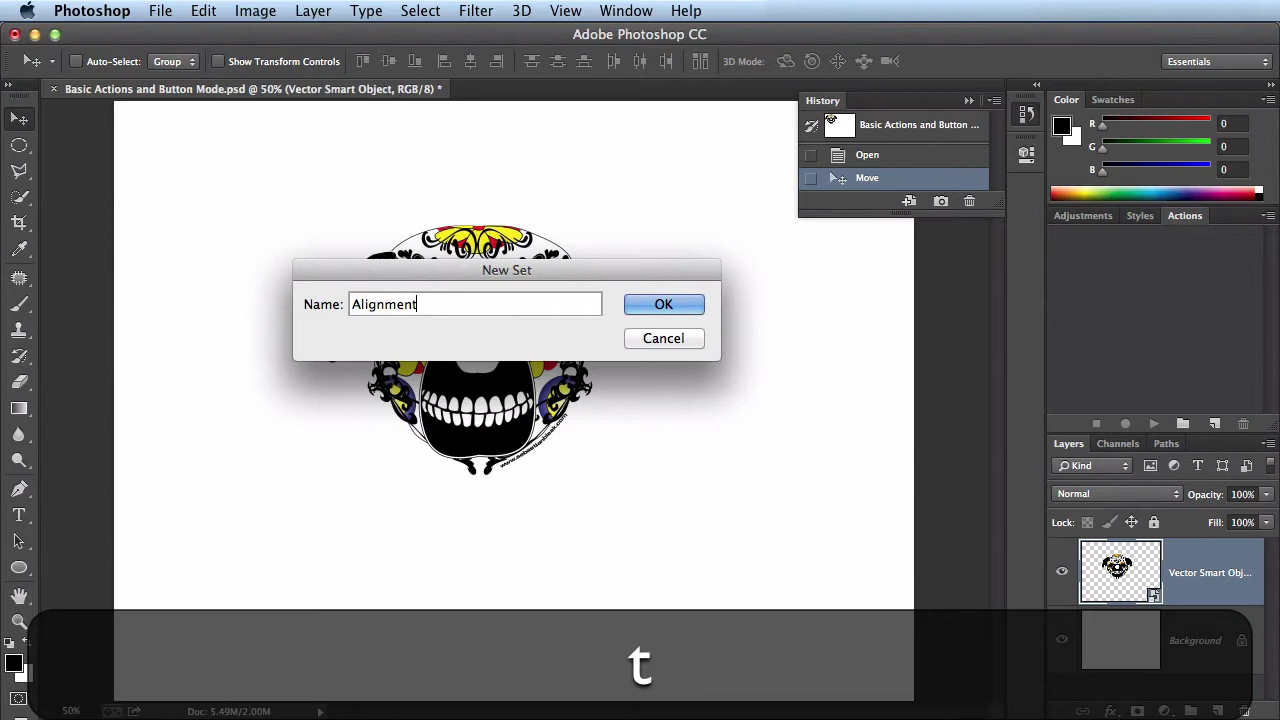 Photoshop File Edit Image Layer Type Select Filter 3D View Window Help
Adobe Photoshop CC
Auto-Select: Group Show Transform Controls 3D Mode: Essentials
× Basic Actions and Button Mode.psd @ 50% (Vector Smart Object, RGB/8) *
History
Basic Actions and Button ...
Open
Move
Color Swatches
R 0
G 0
B 0
Adjustments Styles Actions
New Set
Name: Alignment OK
Cancel
Layers Channels Paths
Kind
Normal Opacity: 100%
Lock: Fill: 100%
Vector Smart Obj...
Background
t
50% Doc: 5.49M/2.00M